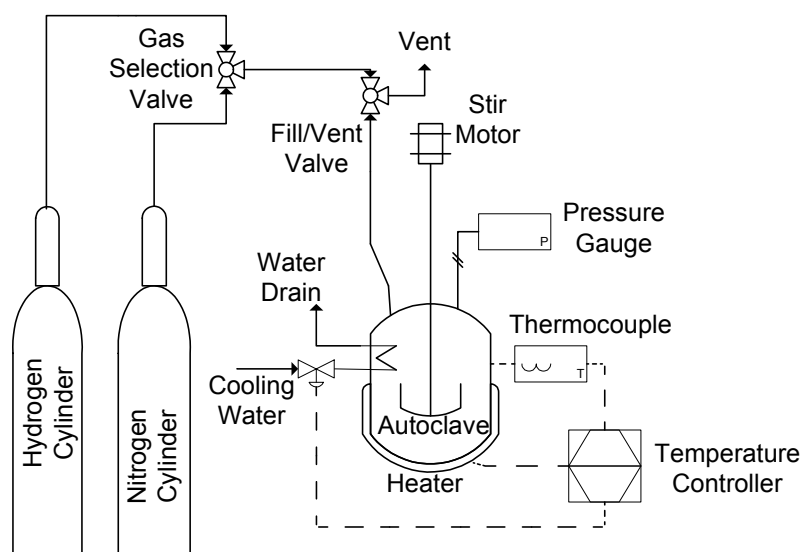 Gas
Selection
Valve
Vent
Fill/Vent
Valve
Stir
Motor
Pressure
Gauge
P
Water
Drain
Thermocouple
T
Cooling
Water
Autoclave
Heater
Temperature
Controller
Hydrogen
Cylinder
Nitrogen
Cylinder